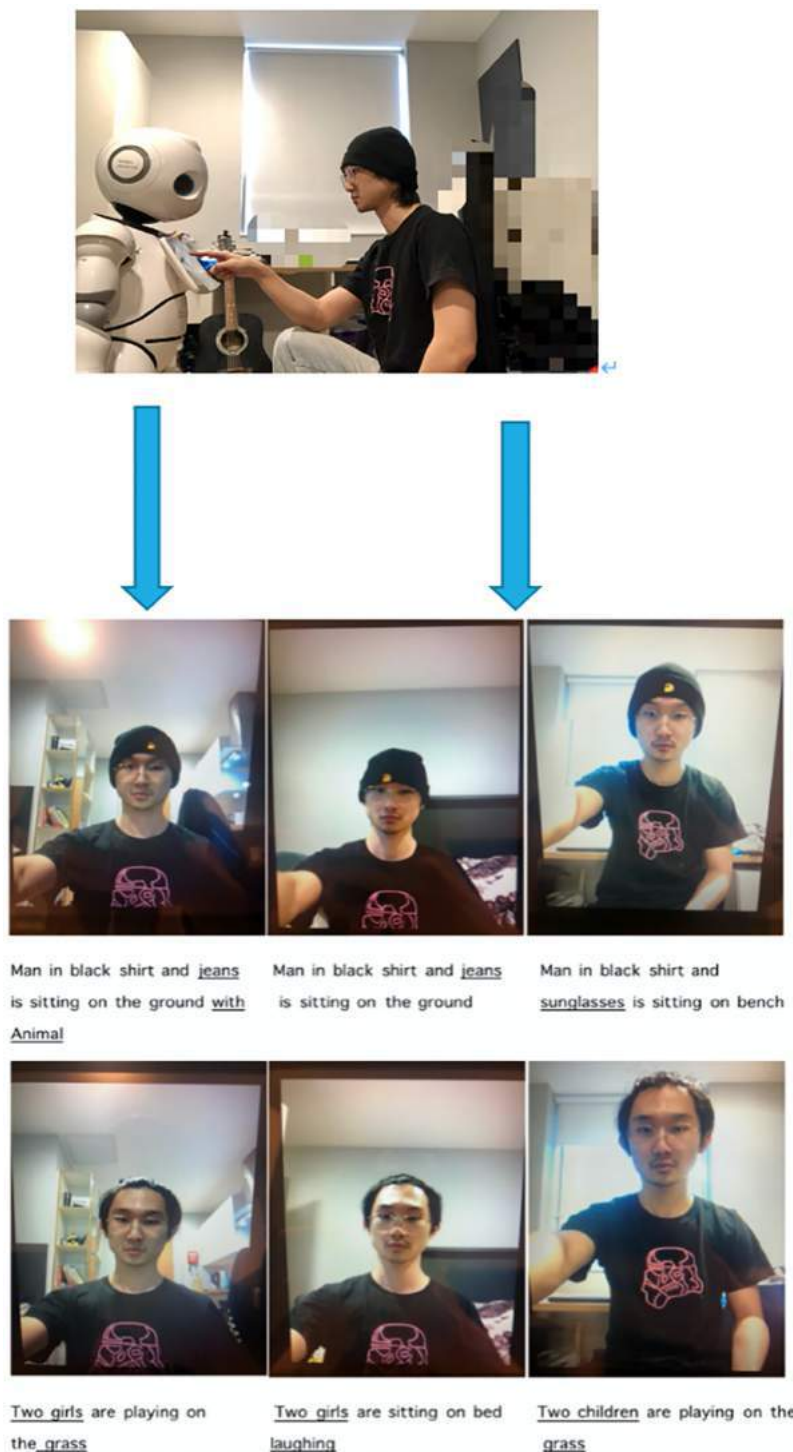 Man in black shirt and jeans
is sitting on the ground with
Animal
Man in black shirt and jeans
is sitting on the ground
Man in black shirt and
sunglasses is sitting on bench
Two girls are playing on
the grass
Two girls are sitting on bed
laughing
Two children are playing on the
grass